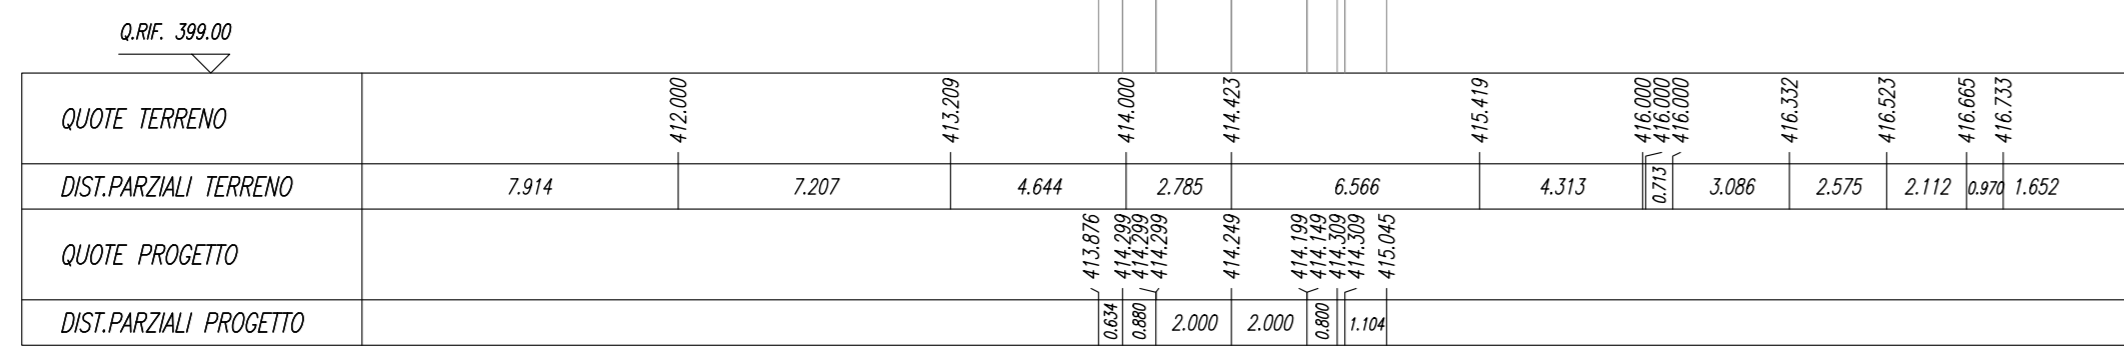 Q.RIF. 399.00
QUOTE TERRENO 412.000 413.209 414.000 414.423 415.419 416.000 416.000 416.000 416.332 416.523 416.665 416.733
DIST.PARZIALI TERRENO 7.914 7.207 4.644 2.785 6.566 4.313 0.713 3.086 2.575 2.112 0.970 1.652
QUOTE PROGETTO 413.876 414.299 414.299 414.299 414.249 414.199 414.149 414.309 414.309 415.045
DIST.PARZIALI PROGETTO 0.634 0.880 2.000 2.000 0.800 1.104